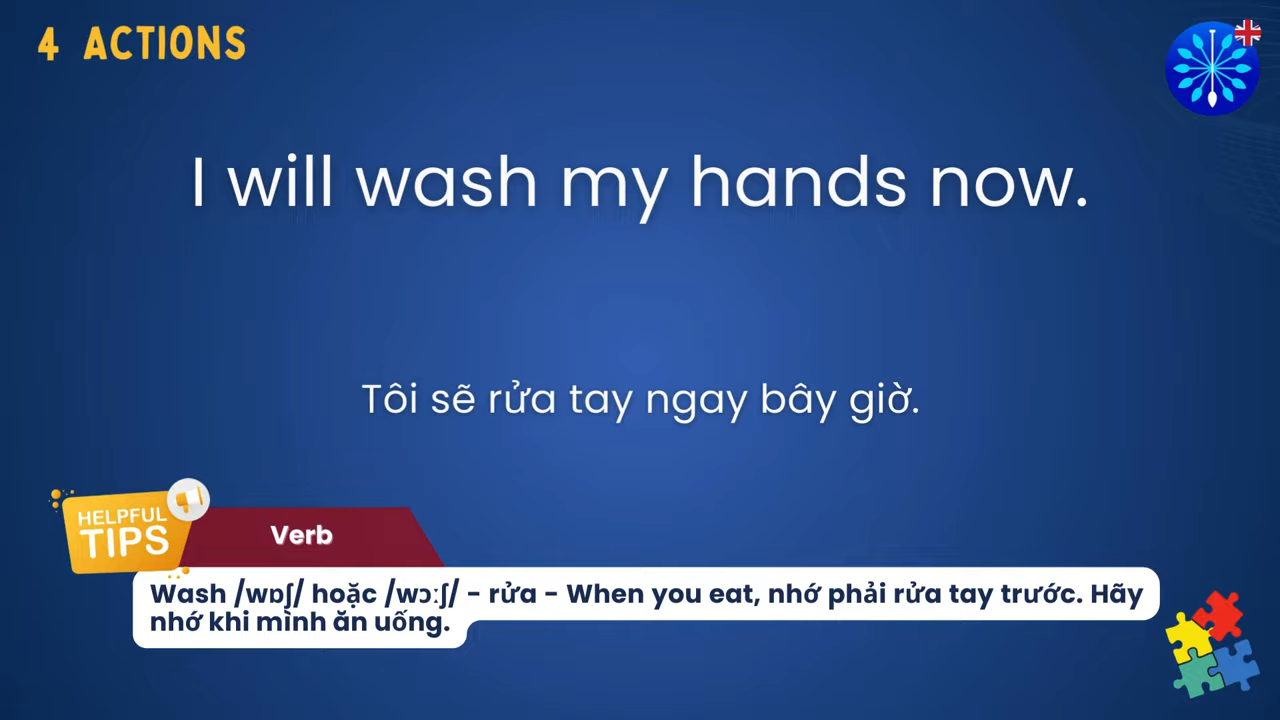 4 ACTIONS
I will wash my hands now.
Tôi sẽ rửa tay ngay bây giờ.
HELPFUL
TIPS
Verb
Wash /wɒʃ/ hoặc /wɔːʃ/ - rửa - When you eat, nhớ phải rửa tay trước. Hãy
nhớ khi mình ăn uống.